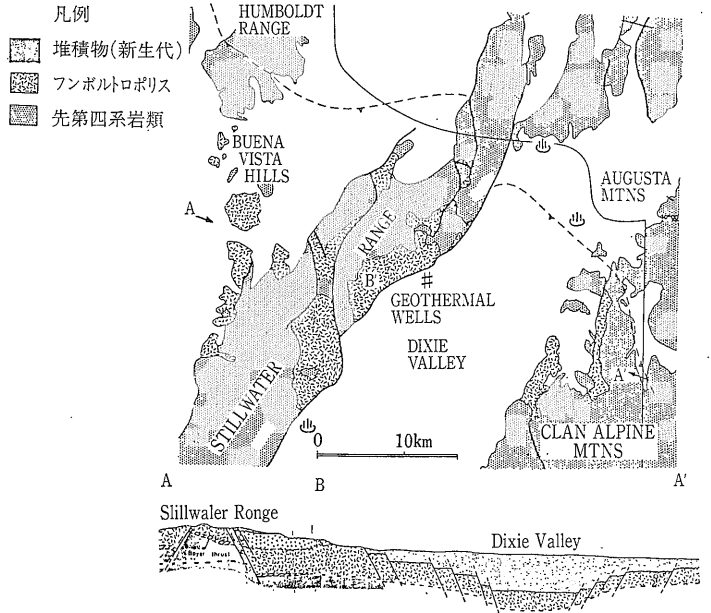 凡例
堆積物(新生代)
フンボルトロポリス
先第四系岩類
HUMBOLDT
RANGE
BUENA
VISTA
HILLS
A
AUGUSTA
MTNS
RANGE
B
GEOTHERMAL
WELLS
DIXIE
VALLEY
STILLWATER
A'
CLAN ALPINE
MTNS
0 10km
A B A'
Slillwaler Ronge
Dixie Valley
thrust